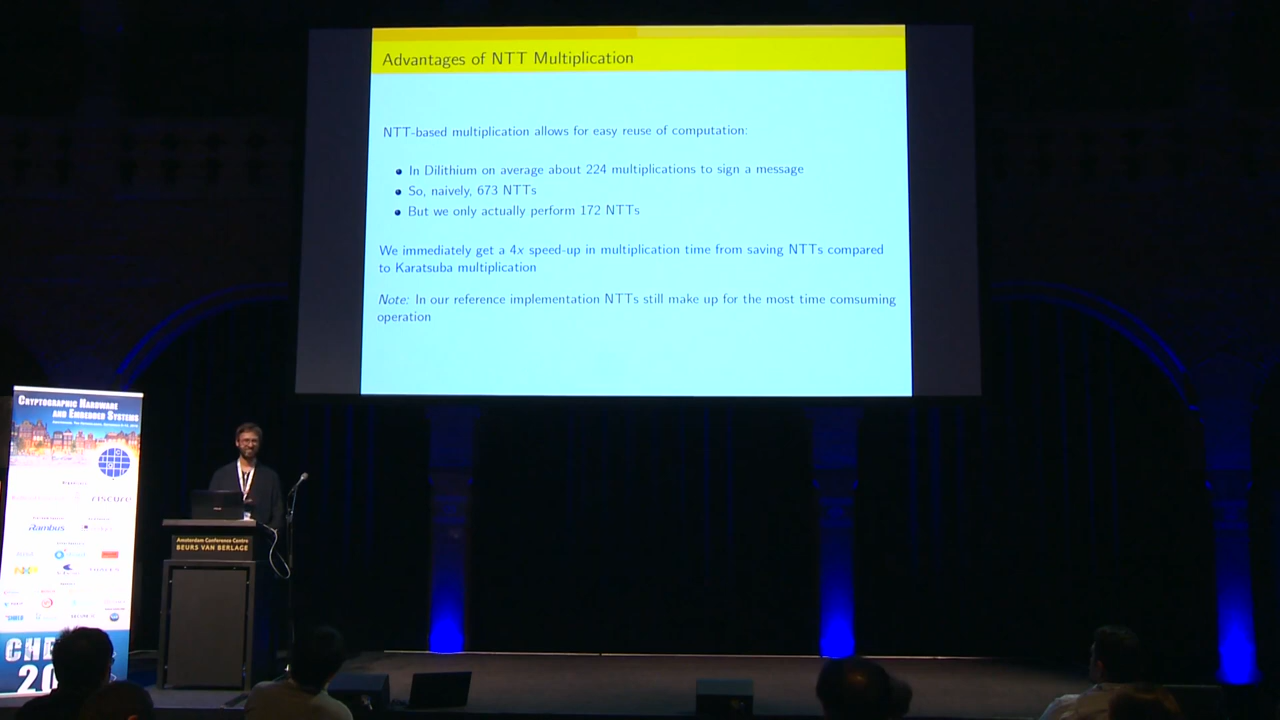 Advantages of NTT Multiplication
NTT-based multiplication allows for easy reuse of computation:
In Dilithium on average about 224 multiplications to sign a message
So, naively, 673 NTTs
But we only actually perform 172 NTTs
We immediately get a 4x speed-up in multiplication time from saving NTTs compared
to Karatsuba multiplication
Note: In our reference implementation NTTs still make up for the most time comsuming
operation
CRYPTOGRAPHIC HARDWARE
AND EMBEDDED SYSTEMS
riscure
Rambus
Amsterdam Conference Centre
BEURS VAN BERLAGE